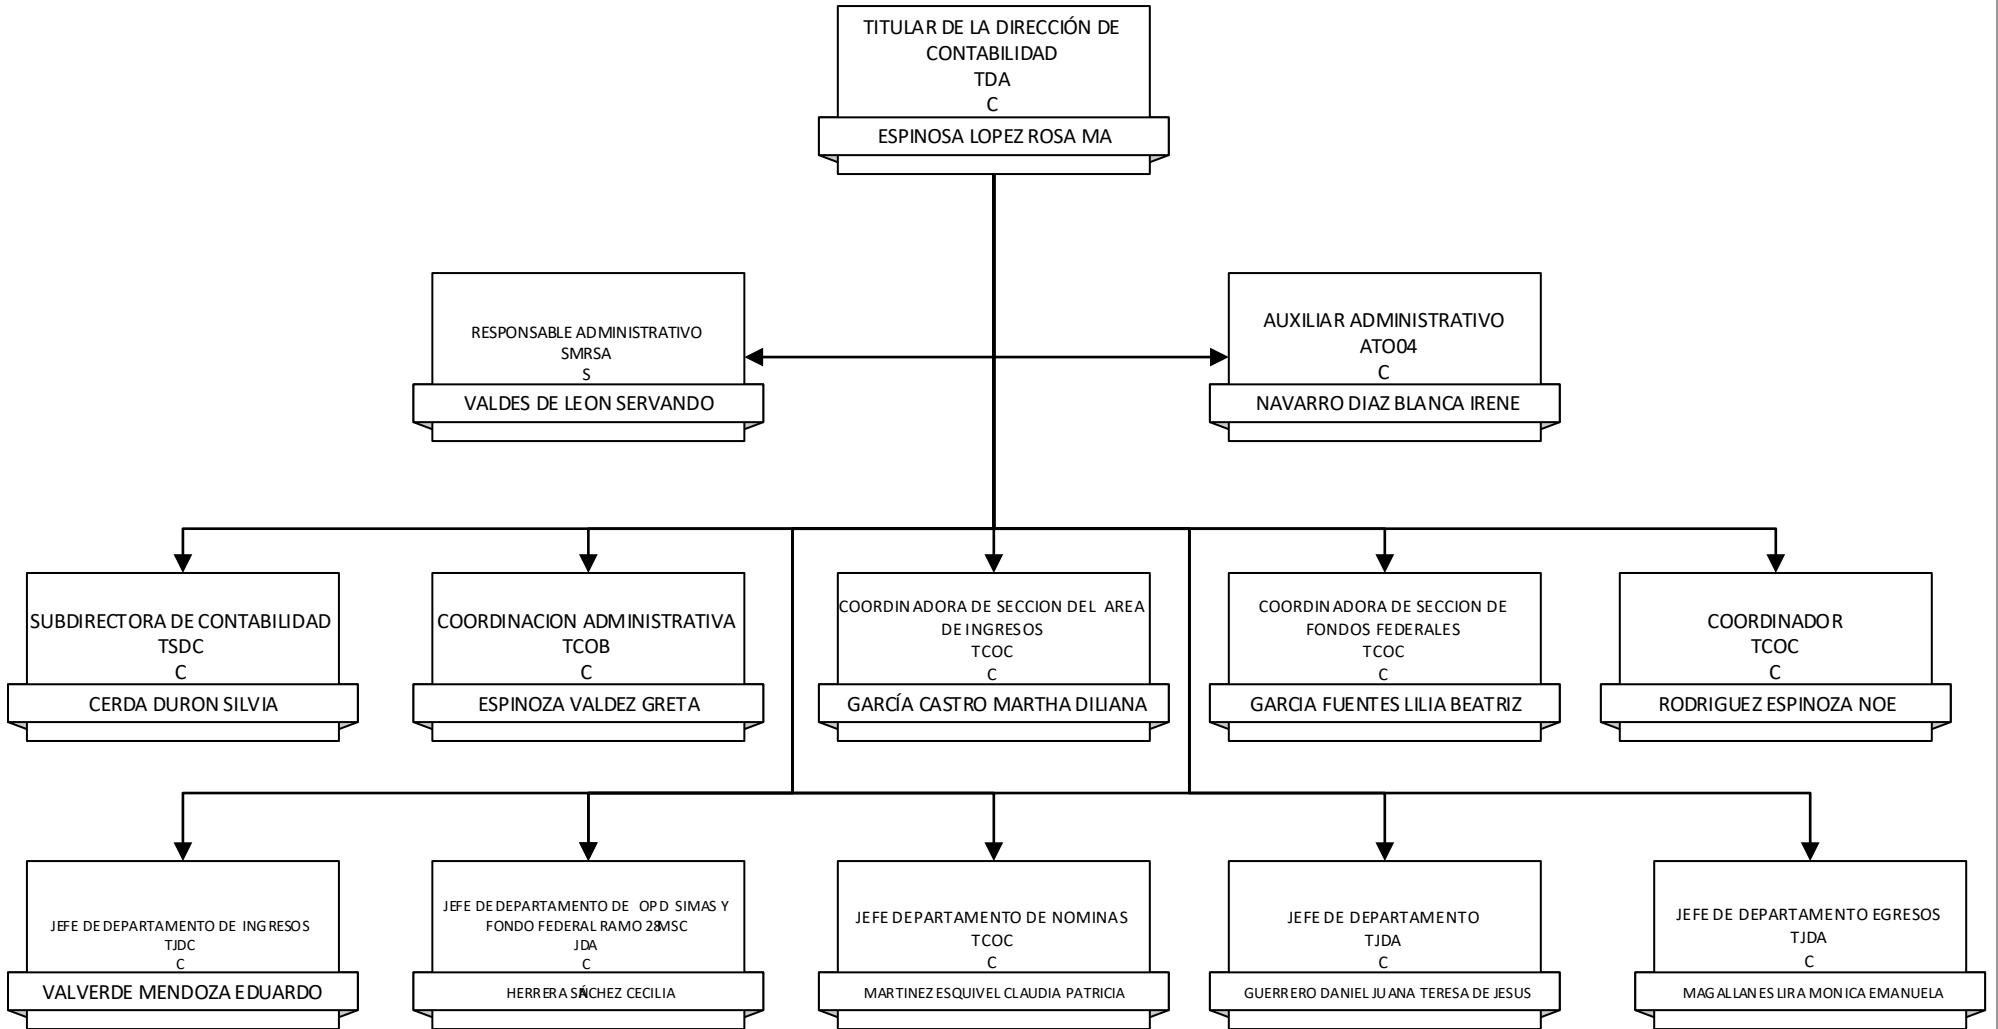 TITULAR DE LA DIRECCIÓN DE
CONTABILIDAD
TDA
C
ESPINOSA LOPEZ ROSA MA
RESPONSABLE ADMINISTRATIVO
SMRSA
S
VALDES DE LEON SERVANDO
AUXILIAR ADMINISTRATIVO
ATO04
C
NAVARRO DIAZ BLANCA IRENE
SUBDIRECTORA DE CONTABILIDAD
TSDC
C
CERDA DURON SILVIA
COORDINACION ADMINISTRATIVA
TCOB
C
ESPINOZA VALDEZ GRETA
COORDINADORA DE SECCION DEL AREA
DE INGRESOS
TCOC
C
GARCÍA CASTRO MARTHA DILIANA
COORDINADORA DE SECCION DE
FONDOS FEDERALES
TCOC
C
GARCIA FUENTES LILIA BEATRIZ
COORDINADOR
TCOC
C
RODRIGUEZ ESPINOZA NOE
JEFE DE DEPARTAMENTO DE INGRESOS
TJDC
C
VALVERDE MENDOZA EDUARDO
JEFE DE DEPARTAMENTO DE OPD SIMAS Y
FONDO FEDERAL RAMO 28MSC
JDA
C
HERRERA SÁNCHEZ CECILIA
JEFE DEPARTAMENTO DE NOMINAS
TCOC
C
MARTINEZ ESQUIVEL CLAUDIA PATRICIA
JEFE DE DEPARTAMENTO
TJDA
C
GUERRERO DANIEL JUANA TERESA DE JESUS
JEFE DE DEPARTAMENTO EGRESOS
TJDA
C
MAGALLANES LIRA MONICA EMANUELA